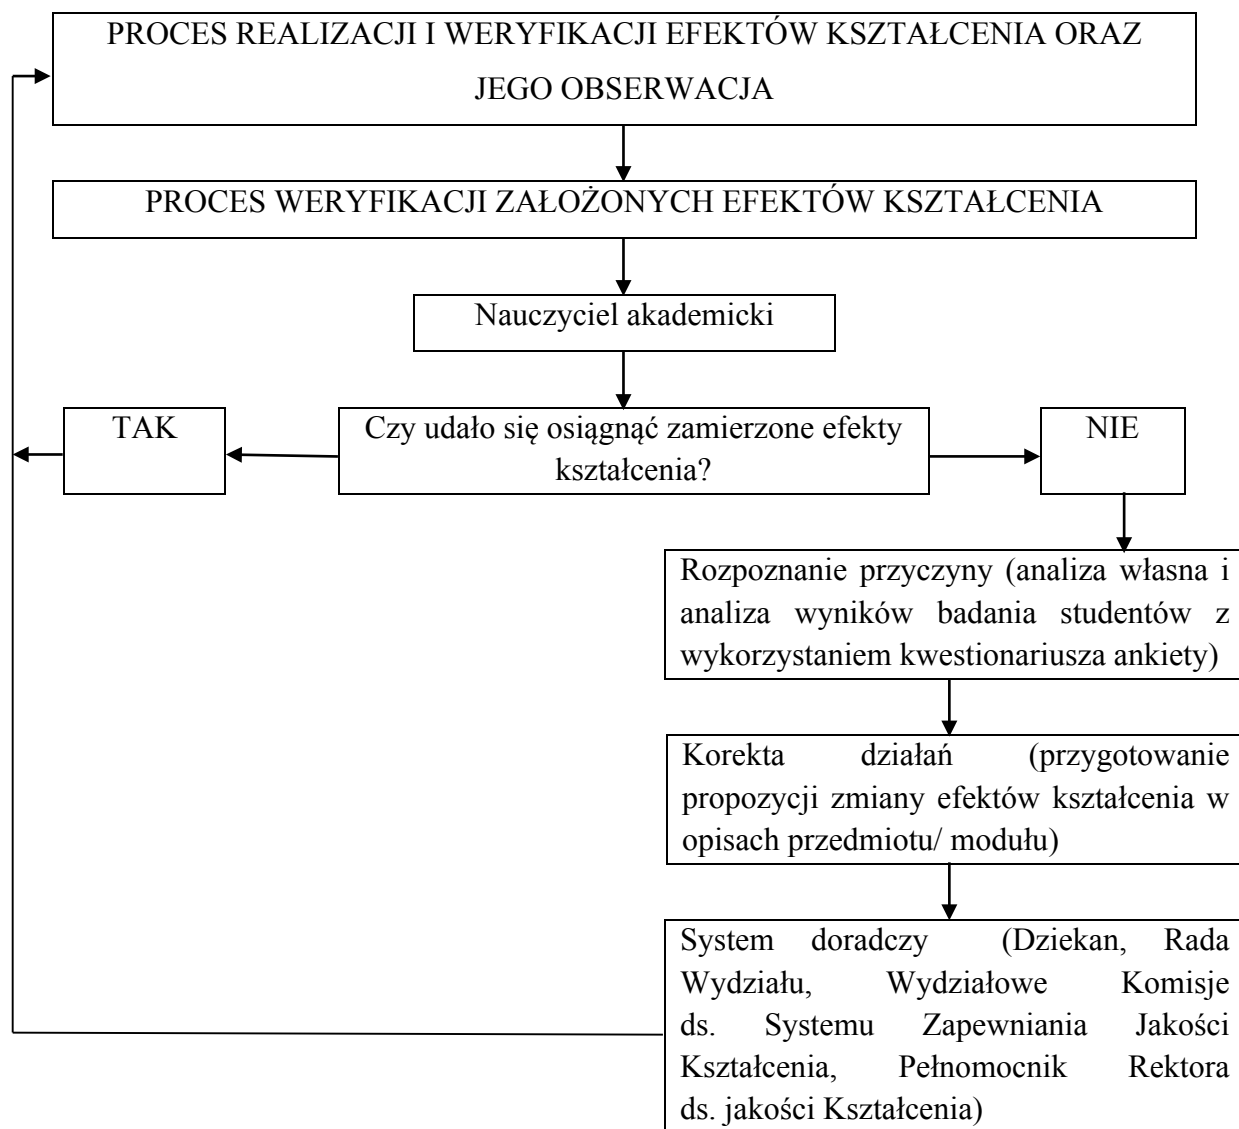 PROCES REALIZACJI I WERYFIKACJI EFEKTÓW KSZTAŁCENIA ORAZ
JEGO OBSERWACJA
PROCES WERYFIKACJI ZAŁOŻONYCH EFEKTÓW KSZTAŁCENIA
Nauczyciel akademicki
TAK
Czy udało się osiągnąć zamierzone efekty
kształcenia?
NIE
Rozpoznanie przyczyny (analiza własna i
analiza wyników badania studentów z
wykorzystaniem kwestionariusza ankiety)
Korekta działań (przygotowanie
propozycji zmiany efektów kształcenia w
opisach przedmiotu/ modułu)
System doradczy (Dziekan, Rada
Wydziału, Wydziałowe Komisje
ds. Systemu Zapewniania Jakości
Kształcenia, Pełnomocnik Rektora
ds. jakości Kształcenia)